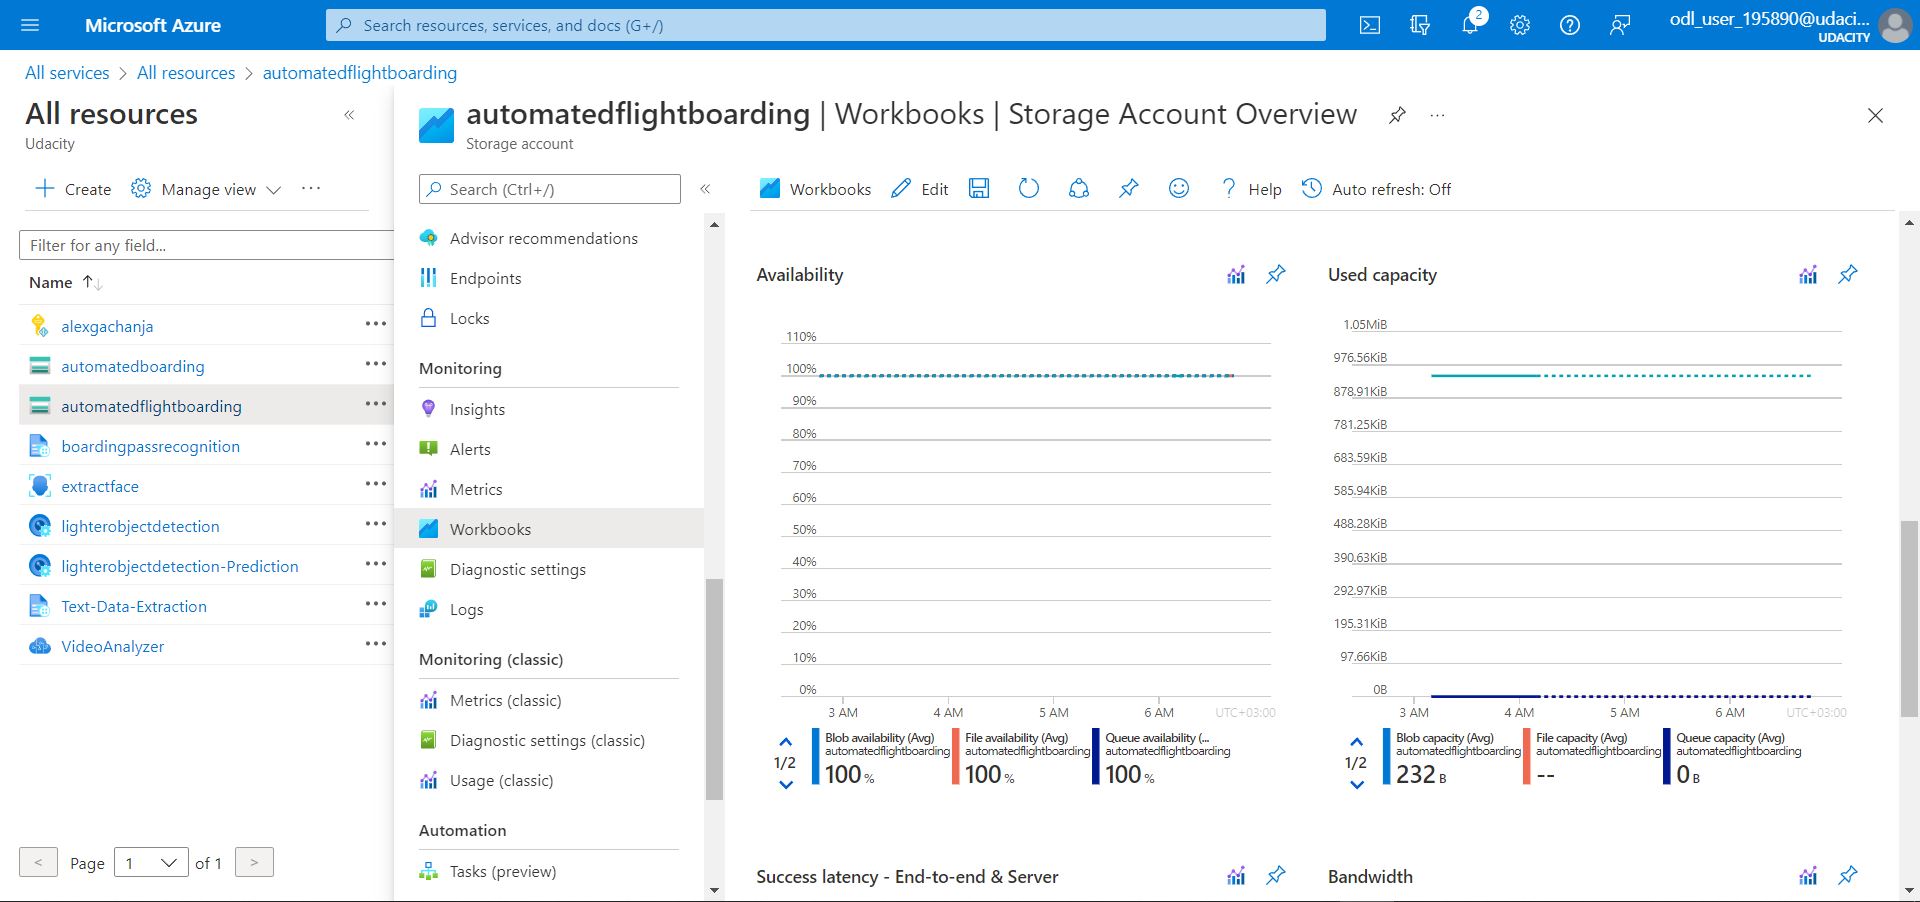 Microsoft Azure
Search resources, services, and docs (G+/)
2
odl_user_195890@udaci...
UDACITY
All services > All resources > automatedflightboarding
All resources
«
Udacity
Create
Manage view
...
Filter for any field...
Name
alexgachanja
automatedboarding
automatedflightboarding
boardingpassrecognition
extractface
lighterobjectdetection
lighterobjectdetection-Prediction
Text-Data-Extraction
VideoAnalyzer
< Page 1 of 1 >
automatedflightboarding | Workbooks | Storage Account Overview
Storage account
Search (Ctrl+/)
«
Advisor recommendations
Endpoints
Locks
Monitoring
Insights
Alerts
Metrics
Workbooks
Diagnostic settings
Logs
Monitoring (classic)
Metrics (classic)
Diagnostic settings (classic)
Usage (classic)
Automation
Tasks (preview)
Workbooks
Edit
? Help
Auto refresh: Off
Availability
110%
100%
90%
80%
70%
60%
50%
40%
30%
20%
10%
0%
3 AM 4 AM 5 AM 6 AM UTC+03:00
1/2
Blob availability (Avg)
automatedflightboarding
100 %
File availability (Avg)
automatedflightboarding
100 %
Queue availability (...
automatedflightboarding
100 %
Used capacity
1.05MiB
976.56KiB
878.91KiB
781.25KiB
683.59KiB
585.94KiB
488.28KiB
390.63KiB
292.97KiB
195.31KiB
97.66KiB
0B
3 AM 4 AM 5 AM 6 AM UTC+03:00
1/2
Blob capacity (Avg)
automatedflightboarding
232 B
File capacity (Avg)
automatedflightboarding
--
Queue capacity (Avg)
automatedflightboarding
0 B
Success latency - End-to-end & Server
Bandwidth